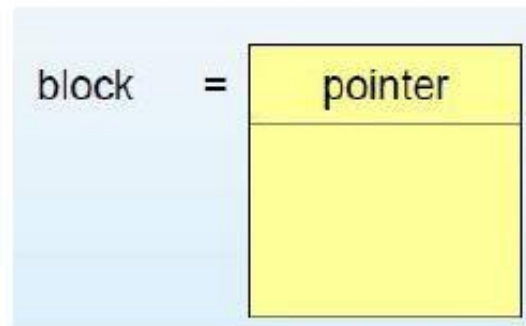 block = pointer